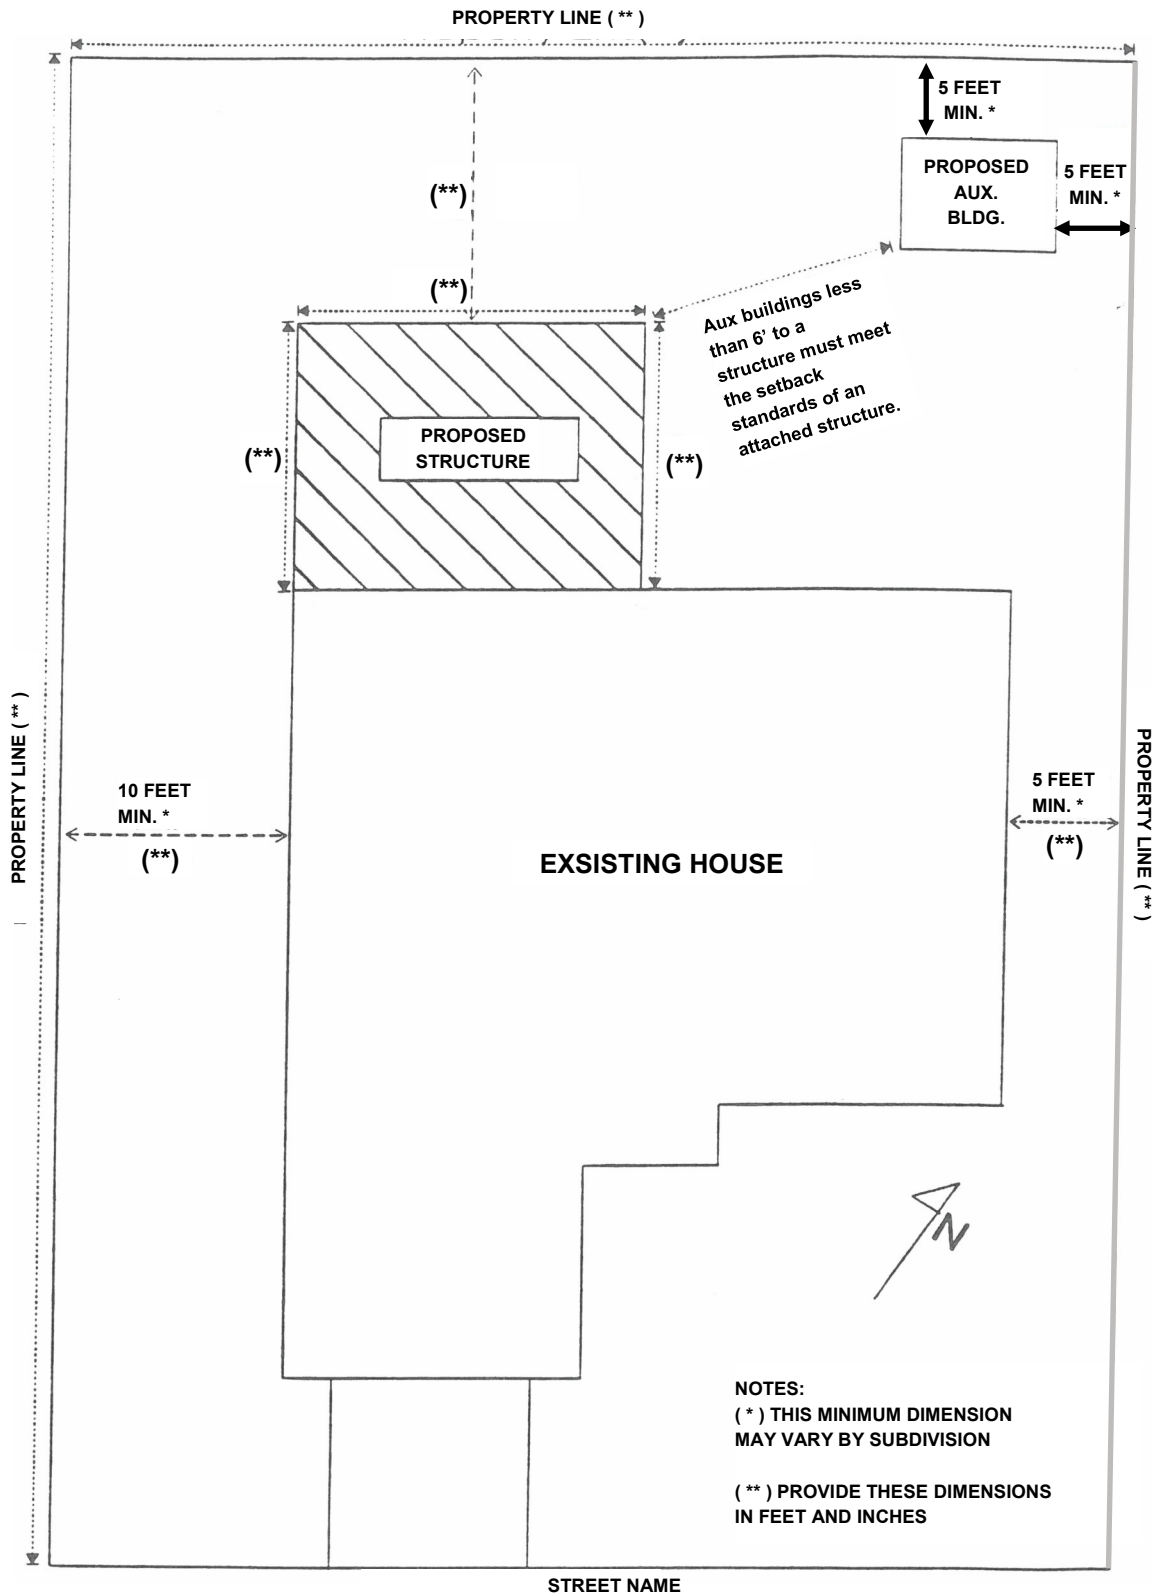 PROPERTY LINE ( ** )
5 FEET
MIN. *
PROPOSED
AUX.
BLDG.
5 FEET
MIN. *
(**)
(**)
Aux buildings less
than 6' to a
structure must meet
the setback
standards of an
attached structure.
PROPOSED
STRUCTURE
(**)
(**)
PROPERTY LINE ( ** )
10 FEET
MIN. *
(**)
EXSISTING HOUSE
5 FEET
MIN. *
(**)
PROPERTY LINE ( ** )
N
NOTES:
( * ) THIS MINIMUM DIMENSION
MAY VARY BY SUBDIVISION
( ** ) PROVIDE THESE DIMENSIONS
IN FEET AND INCHES
STREET NAME